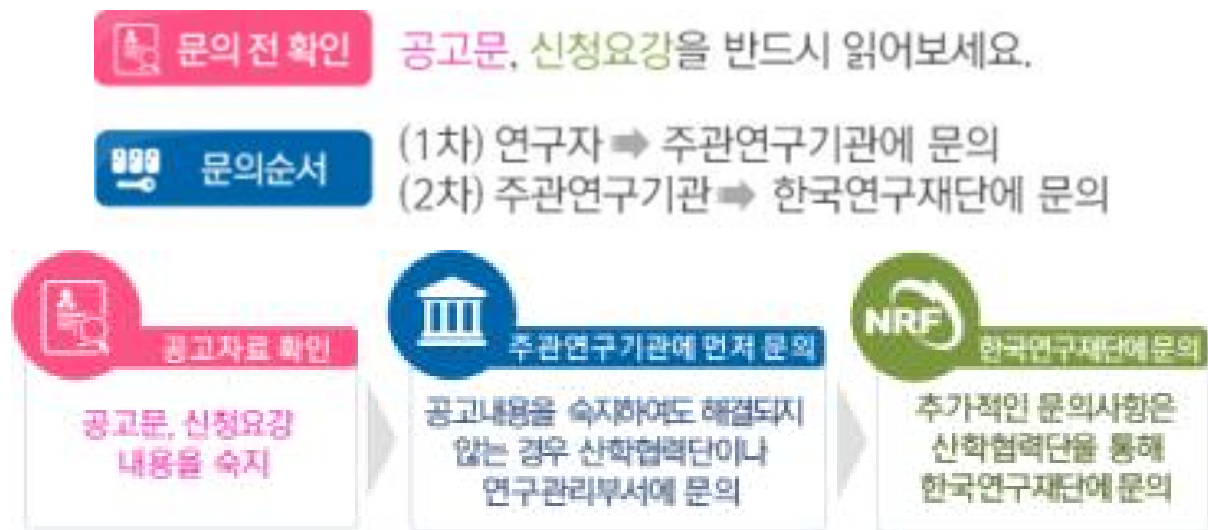 문의 전 확인 공고문, 신청요강을 반드시 읽어보세요.
문의순서
(1차) 연구자 ➡ 주관연구기관에 문의
(2차) 주관연구기관 ➡ 한국연구재단에 문의
공고자료 확인
공고문, 신청요강
내용을 숙지
주관연구기관에 먼저 문의
공고내용을 숙지하여도 해결되지
않는 경우 산학협력단이나
연구관리부서에 문의
NRF
한국연구재단에 문의
추가적인 문의사항은
산학협력단을 통해
한국연구재단에 문의